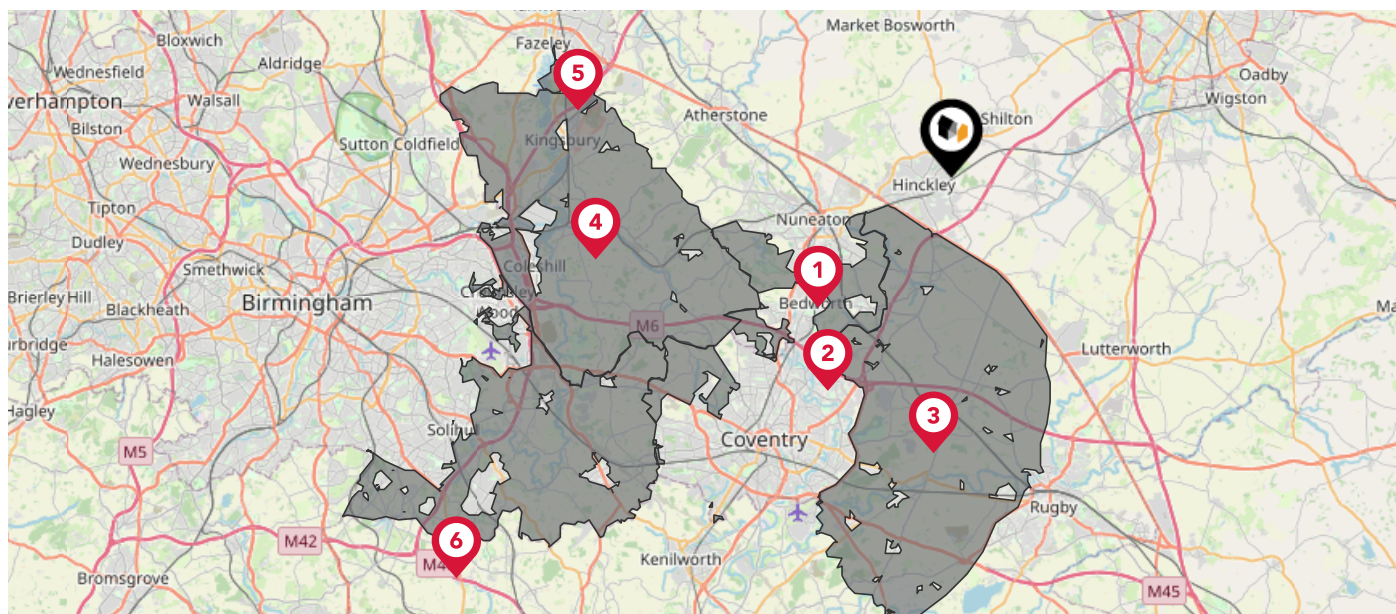 Bloxwich
Fazeley
Market Bosworth
Wednesfield
Aldridge
5
Oadby
verhampton
Walsall
Wigston
Bilston
Atherstone
Shilton
Sutton Coldfield
Kingsbury
Wednesbury
Hinckley
Tipton
4
Nuneaton
Dudley
Smethwick
Coleshill
1
Brierley Hill
Blackheath
Birmingham
Bedworth
M6
urbridge
Halesowen
2
Lutterworth
Hagley
Solihull
3
M5
Coventry
Rugby
M42
6
Kenilworth
Bromsgrove
M45